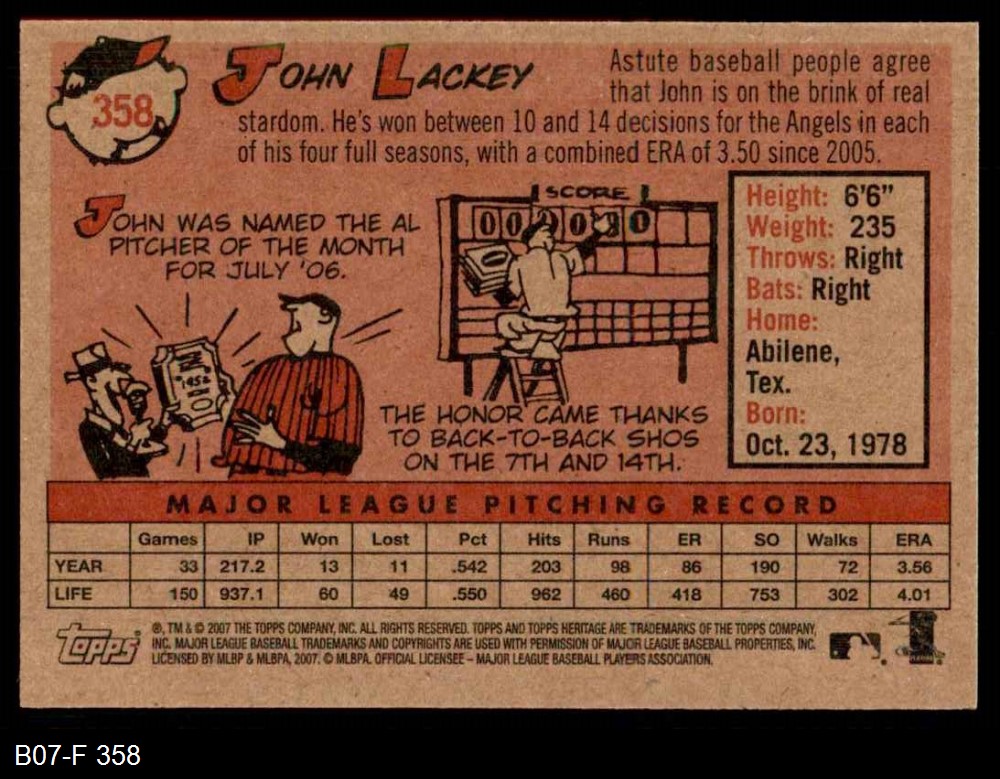 358
JOHN LACKEY
Astute baseball people agree
that John is on the brink of real
stardom. He's won between 10 and 14 decisions for the Angels in each
of his four full seasons, with a combined ERA of 3.50 since 2005.
JOHN WAS NAMED THE AL
PITCHER OF THE MONTH
FOR JULY '06.
SCORE
0 0 0 0 0 0
THE HONOR CAME THANKS
TO BACK-TO-BACK SHOS
ON THE 7TH AND 14TH.
Height: 6'6"
Weight: 235
Throws: Right
Bats: Right
Home:
Abilene,
Tex.
Born:
Oct. 23, 1978
MAJOR LEAGUE PITCHING RECORD
Games IP Won Lost Pct Hits Runs ER SO Walks ERA
YEAR 33 217.2 13 11 .542 203 98 86 190 72 3.56
LIFE 150 937.1 60 49 .550 962 460 418 753 302 4.01
Topps
®, TM & © 2007 THE TOPPS COMPANY, INC. ALL RIGHTS RESERVED. TOPPS AND TOPPS HERITAGE ARE TRADEMARKS OF THE TOPPS COMPANY,
INC. MAJOR LEAGUE BASEBALL TRADEMARKS AND COPYRIGHTS ARE USED WITH PERMISSION OF MAJOR LEAGUE BASEBALL PROPERTIES, INC.
LICENSED BY MLBP & MLBPA, 2007. © MLBPA. OFFICIAL LICENSEE – MAJOR LEAGUE BASEBALL PLAYERS ASSOCIATION.
B07-F 358